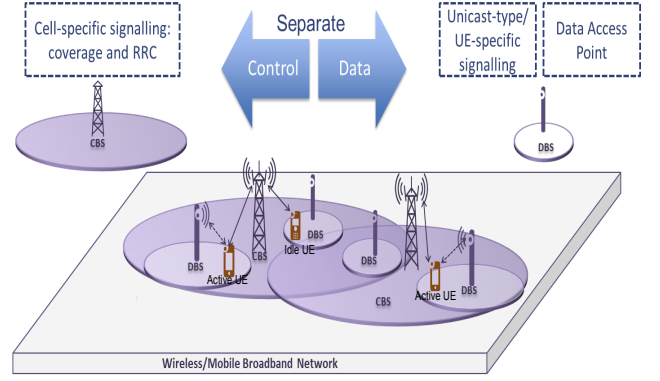 Cell-specific signalling:
coverage and RRC
Separate
Control
Data
Unicast-type/
UE-specific
signalling
Data Access
Point
CBS
DBS
DBS
Active UE
CBS
Idle UE
DBS
DBS
CBS
Active UE
DBS
Wireless/Mobile Broadband Network